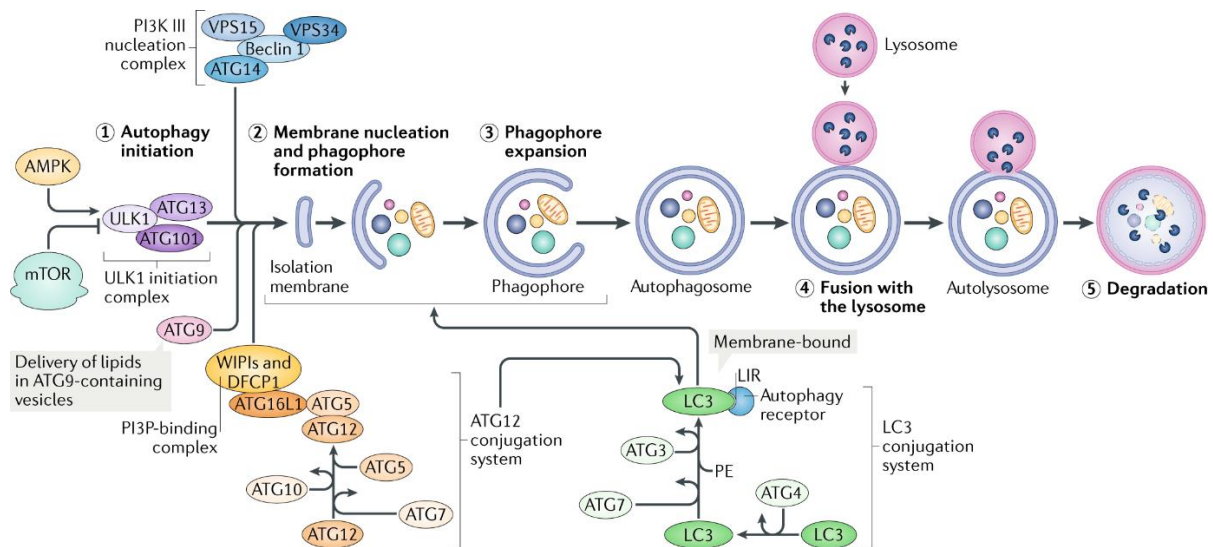 PI3K III
nucleation
complex
VPS15
VPS34
Beclin 1
ATG14
Lysosome
① Autophagy
initiation
② Membrane nucleation
and phagophore
formation
③ Phagophore
expansion
AMPK
ULK1
ATG13
ATG101
mTOR
ULK1 initiation
complex
Isolation
membrane
Phagophore
Autophagosome
④ Fusion with
the lysosome
Autolysosome
⑤ Degradation
ATG9
Delivery of lipids
in ATG9-containing
vesicles
WIPIs and
DFCP1
ATG16L1
ATG5
ATG12
PI3P-binding
complex
ATG5
ATG10
ATG7
ATG12
ATG12
conjugation
system
Membrane-bound
LIR
LC3
Autophagy
receptor
ATG3
PE
ATG7
ATG4
LC3
LC3
LC3
conjugation
system